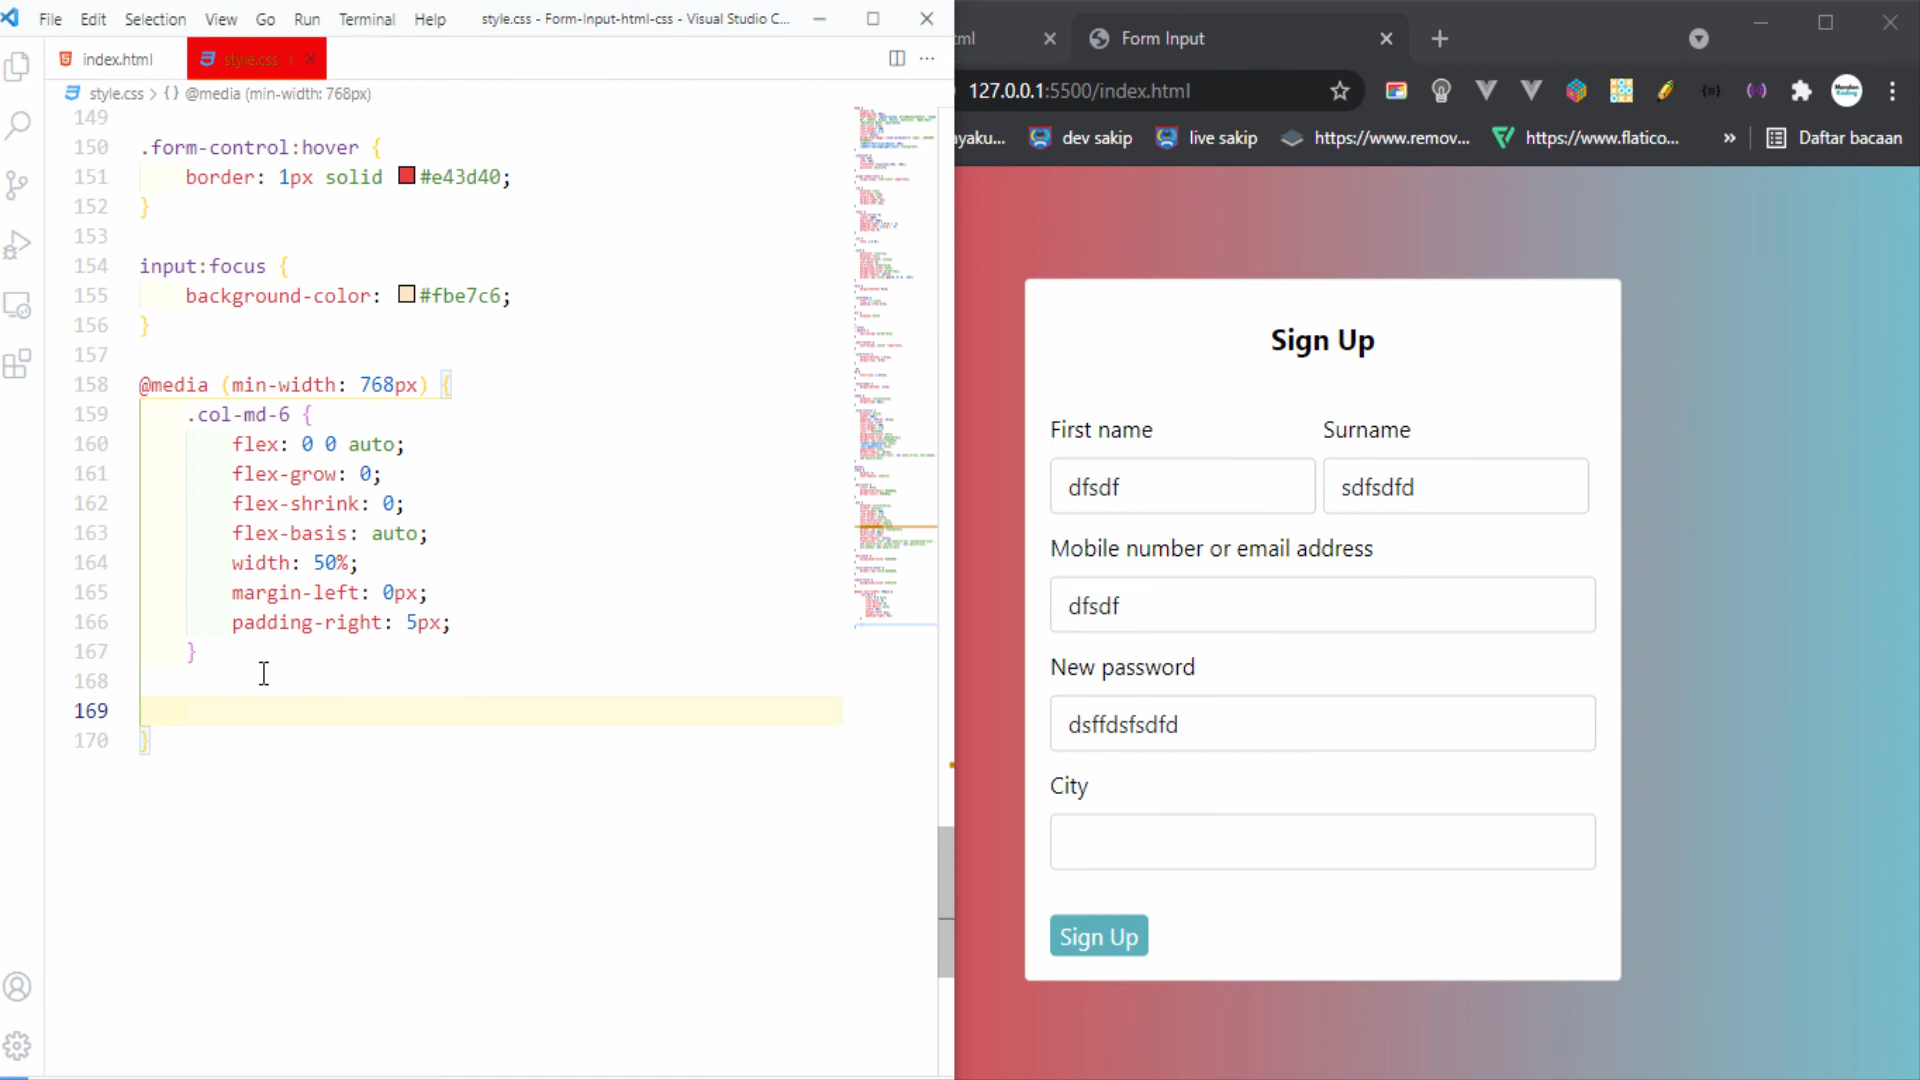 File Edit Selection View Go Run Terminal Help style.css - Form-Input-html-css - Visual Studio C...
index.html style.css 1
style.css > {} @media (min-width: 768px)
149
150 .form-control:hover {
151 border: 1px solid #e43d40;
152 }
153
154 input:focus {
155 background-color: #fbe7c6;
156 }
157
158 @media (min-width: 768px) {
159 .col-md-6 {
160 flex: 0 0 auto;
161 flex-grow: 0;
162 flex-shrink: 0;
163 flex-basis: auto;
164 width: 50%;
165 margin-left: 0px;
166 padding-right: 5px;
167 }
168
169
170 }
ml Form Input
127.0.0.1:5500/index.html
ayaku... dev sakip live sakip https://www.remov... https://www.flatico... » Daftar bacaan
Sign Up
First name Surname
dfsdf sdfsdfd
Mobile number or email address
dfsdf
New password
dsffdsfsdfd
City
Sign Up